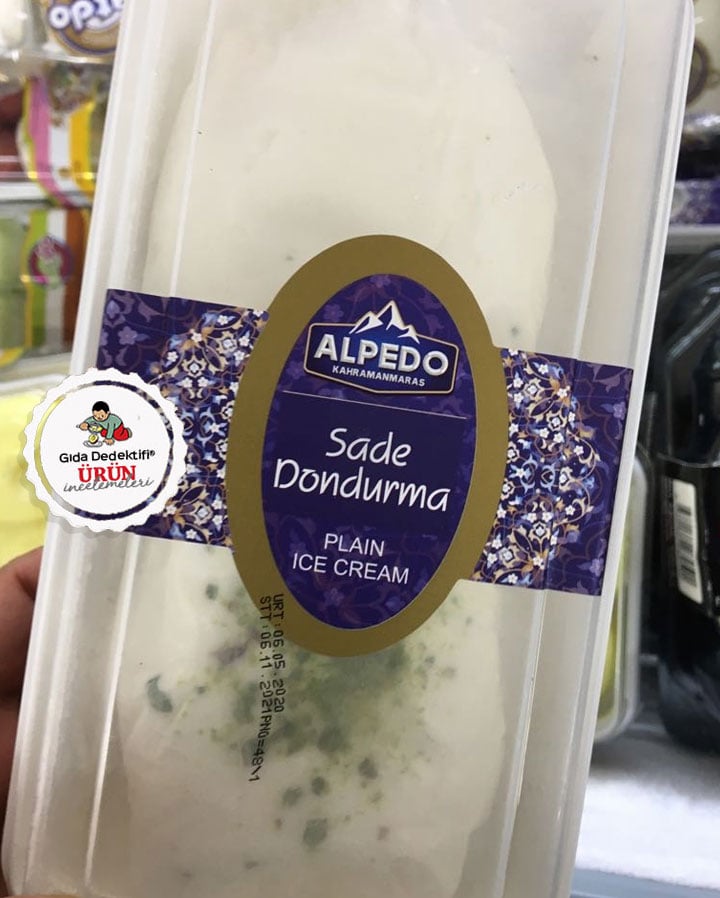 ALPEDO
KAHRAMANMARAŞ
Sade
Dondurma
PLAIN
ICE CREAM
Gıda Dedektifi®
ÜRÜN
incelemeleri
ÜRT:06.05.2020
STT:06.11.2021PNO=48\1